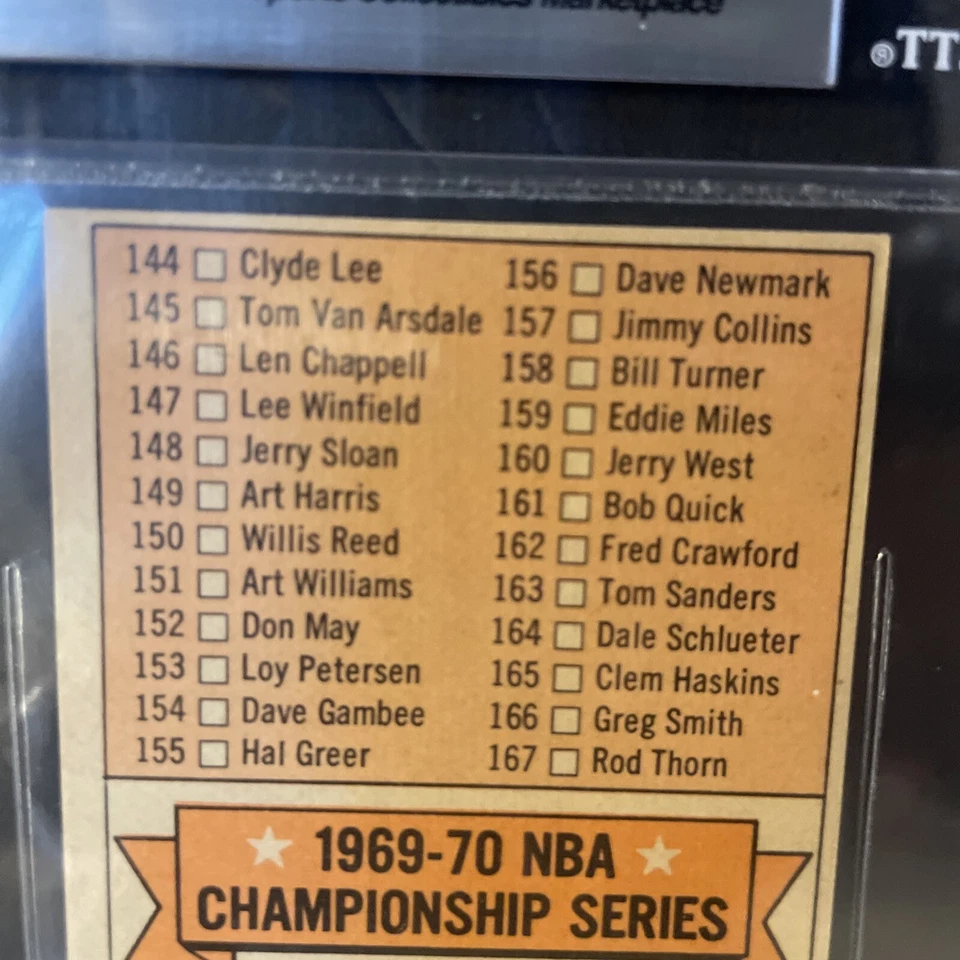 Collectibles Marketplace
®TT
144 Clyde Lee
145 Tom Van Arsdale
146 Len Chappell
147 Lee Winfield
148 Jerry Sloan
149 Art Harris
150 Willis Reed
151 Art Williams
152 Don May
153 Loy Petersen
154 Dave Gambee
155 Hal Greer
156 Dave Newmark
157 Jimmy Collins
158 Bill Turner
159 Eddie Miles
160 Jerry West
161 Bob Quick
162 Fred Crawford
163 Tom Sanders
164 Dale Schlueter
165 Clem Haskins
166 Greg Smith
167 Rod Thorn
1969-70 NBA
CHAMPIONSHIP SERIES